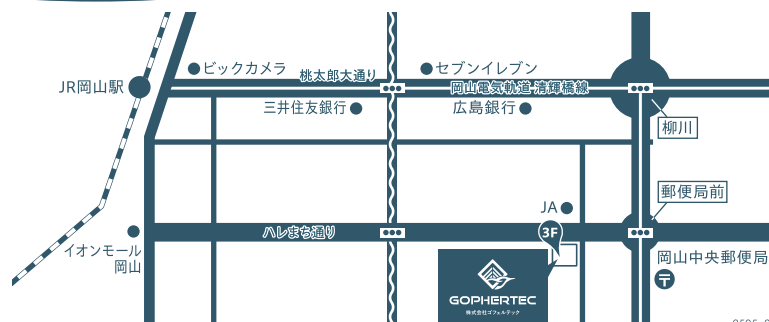 ビックカメラ
桃太郎大通り
セブンイレブン
JR岡山駅
岡山電気軌道 清輝橋線
三井住友銀行
広島銀行
柳川
郵便局前
JA
3F
ハレまち通り
イオンモール
岡山
岡山中央郵便局
〒
GOPHERTEC
株式会社ゴフェルテック